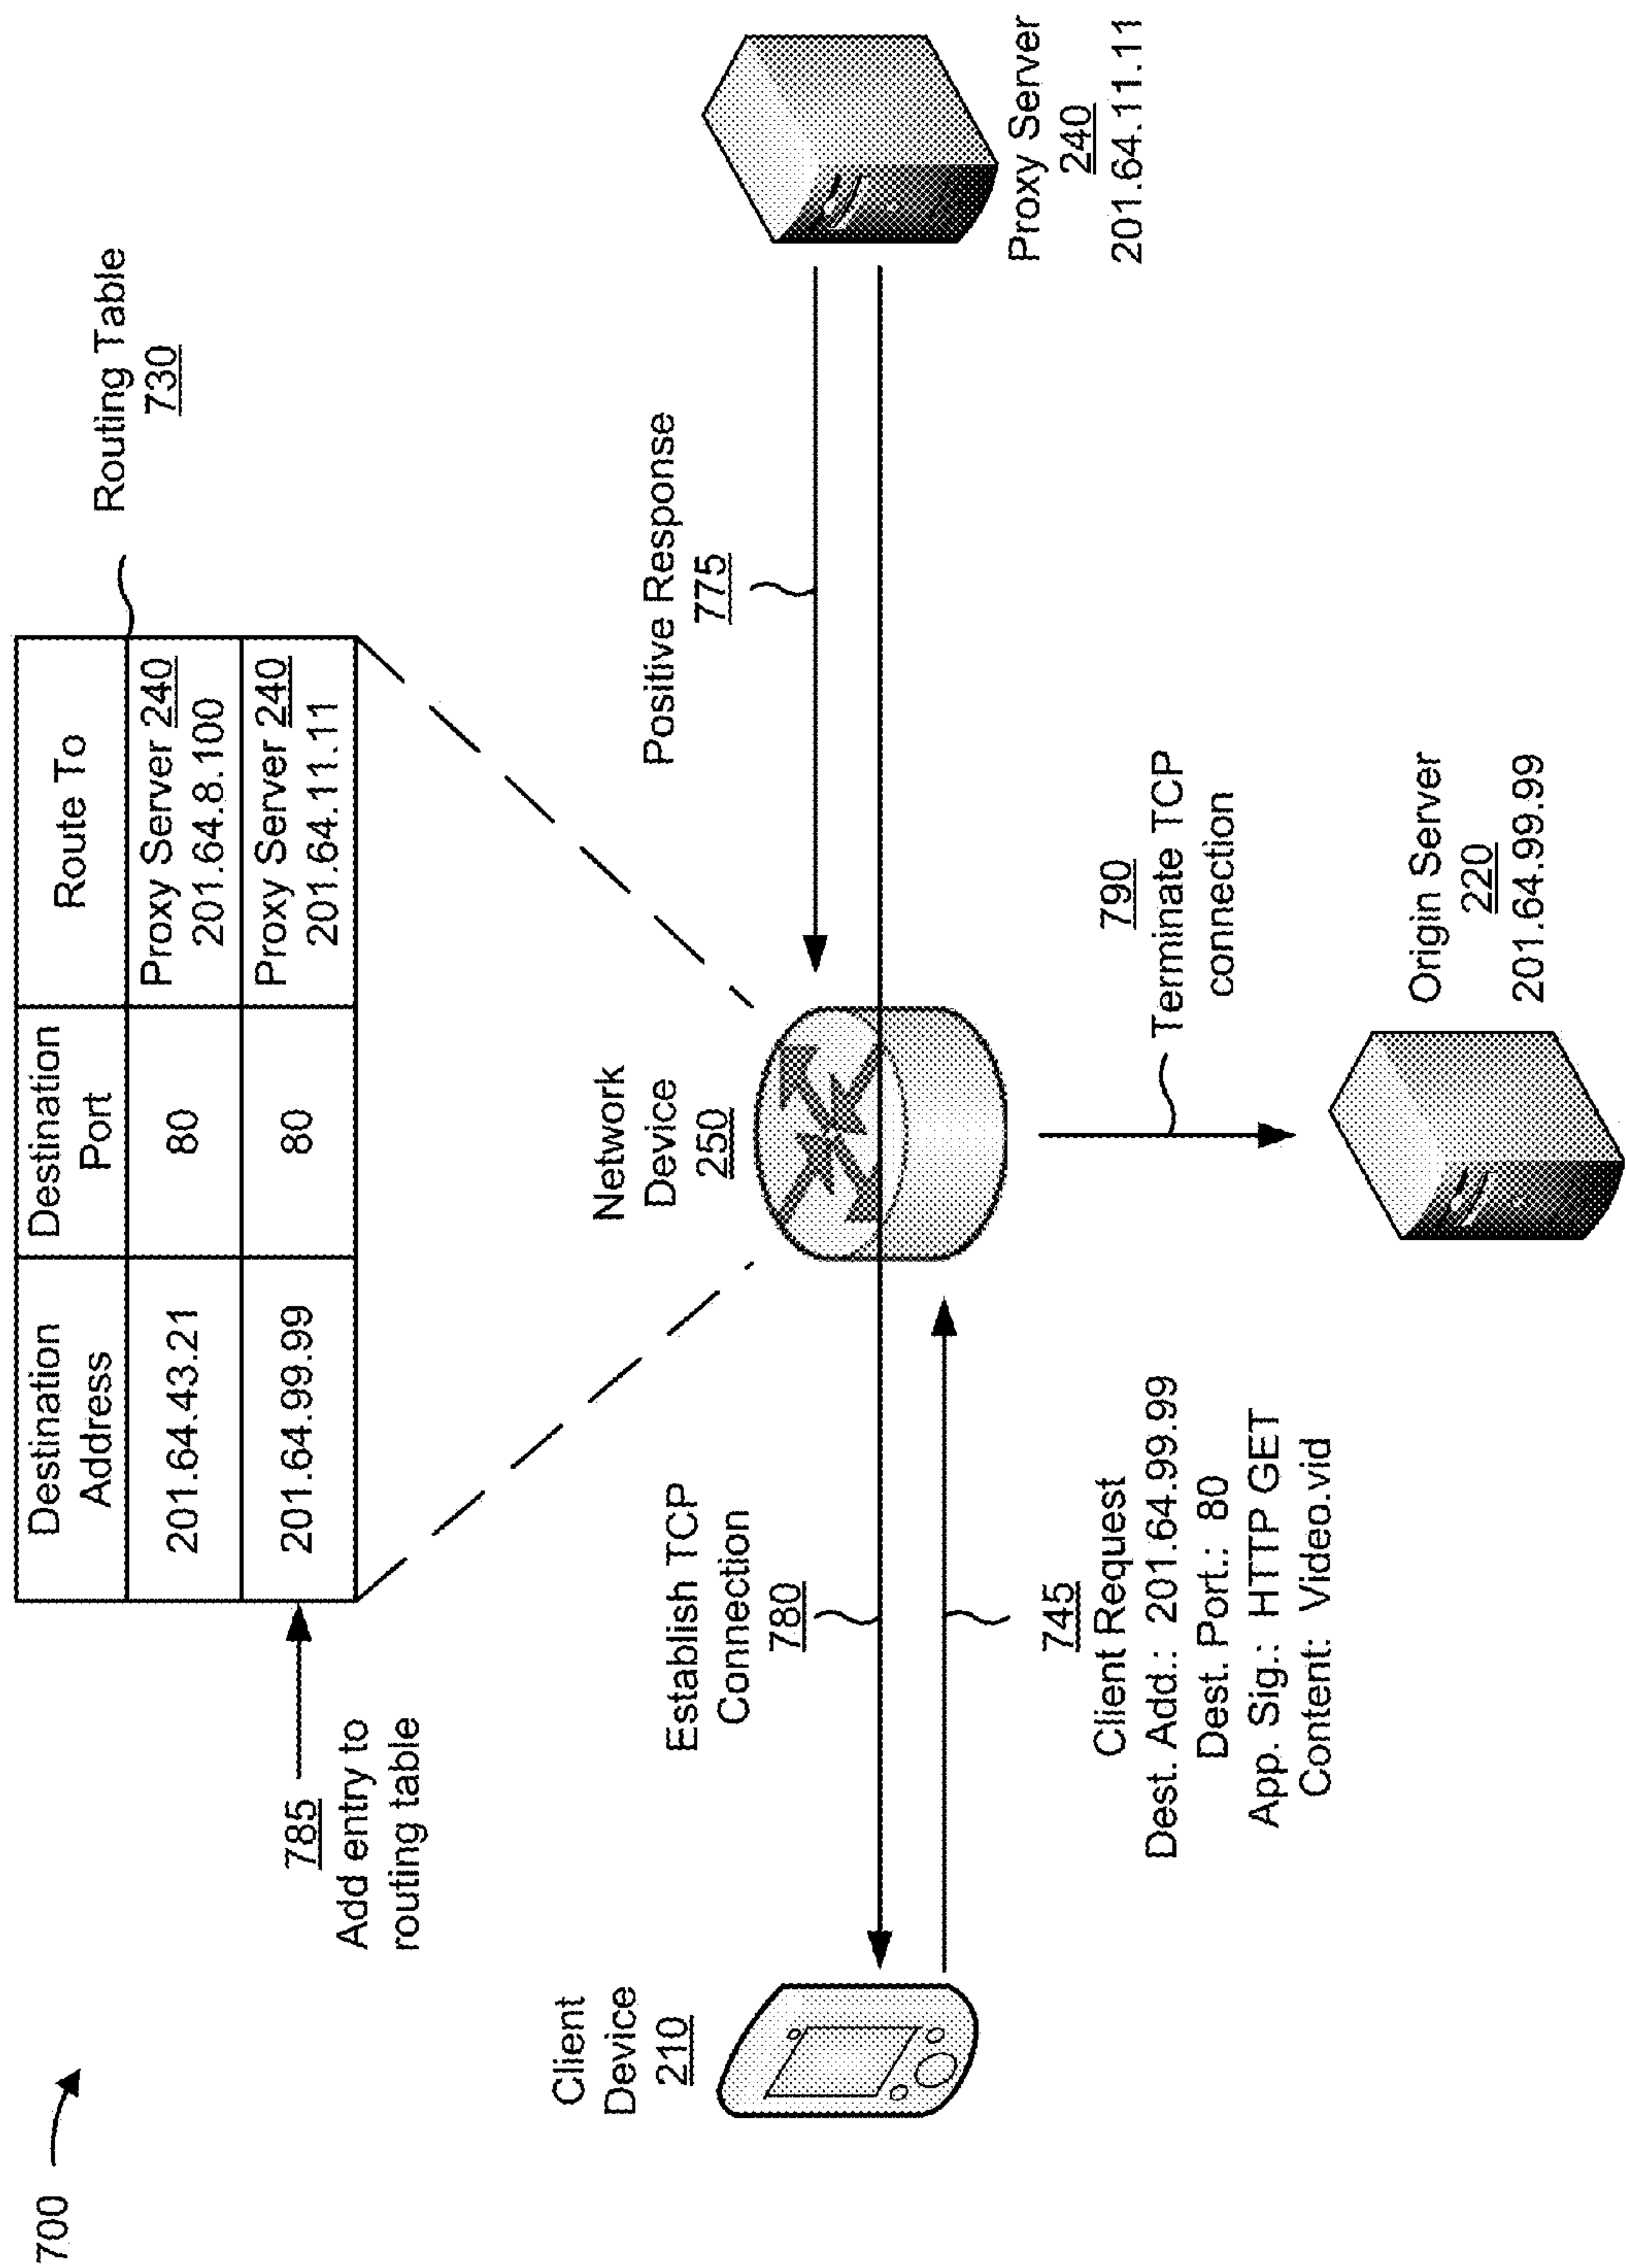 700
Destination
Address
Destination
Port
Route To
201.64.43.21
80
Proxy Server 240
201.64.8.100
201.64.99.99
80
Proxy Server 240
201.64.11.11
Routing Table
730
785
Add entry to
routing table
Client
Device
210
Establish TCP
Connection
780
Network
Device
250
Positive Response
775
Proxy Server
240
201.64.11.11
745
Client Request
Dest. Add.: 201.64.99.99
Dest. Port.: 80
App. Sig.: HTTP GET
Content: Video.vid
790
Terminate TCP
connection
Origin Server
220
201.64.99.99